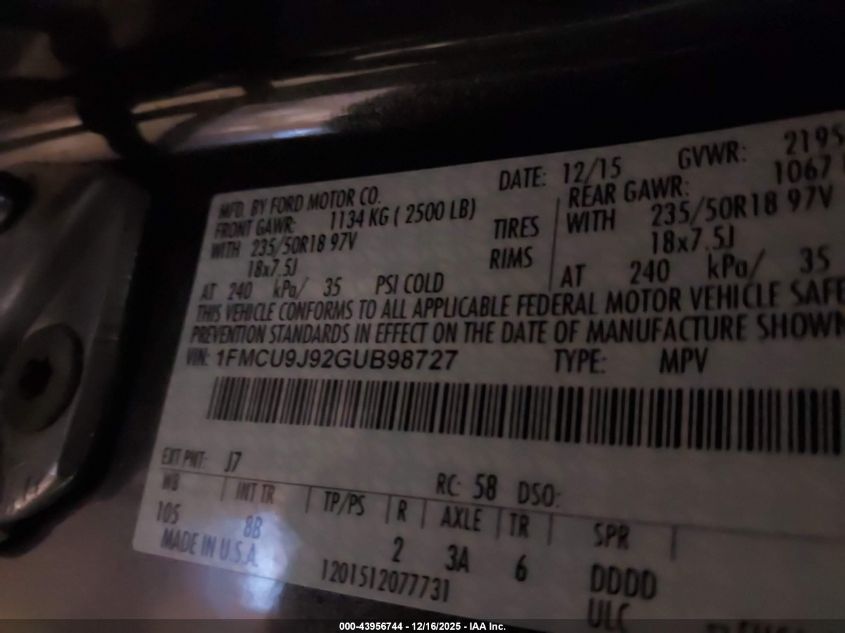 MFD. BY FORD MOTOR CO. DATE: 12/15 GVWR: 2195
FRONT GAWR: 1134 KG ( 2500 LB) REAR GAWR: 1067
WITH 235/50R18 97V TIRES WITH 235/50R18 97V
18x7.5J RIMS 18x7.5J
AT 240 kPa/ 35 PSI COLD AT 240 kPa/ 35
THIS VEHICLE CONFORMS TO ALL APPLICABLE FEDERAL MOTOR VEHICLE SAFE
PREVENTION STANDARDS IN EFFECT ON THE DATE OF MANUFACTURE SHOWN
VIN: 1FMCU9J92GUB98727 TYPE: MPV
EXT PNT: J7 RC: 58 DSO:
WB INT TR TP/PS R AXLE TR SPR
105 8B 2 3A 6 DDDD
MADE IN U.S.A. 1201512077731 ULC
000-43956744 - 12/16/2025 - IAA Inc.